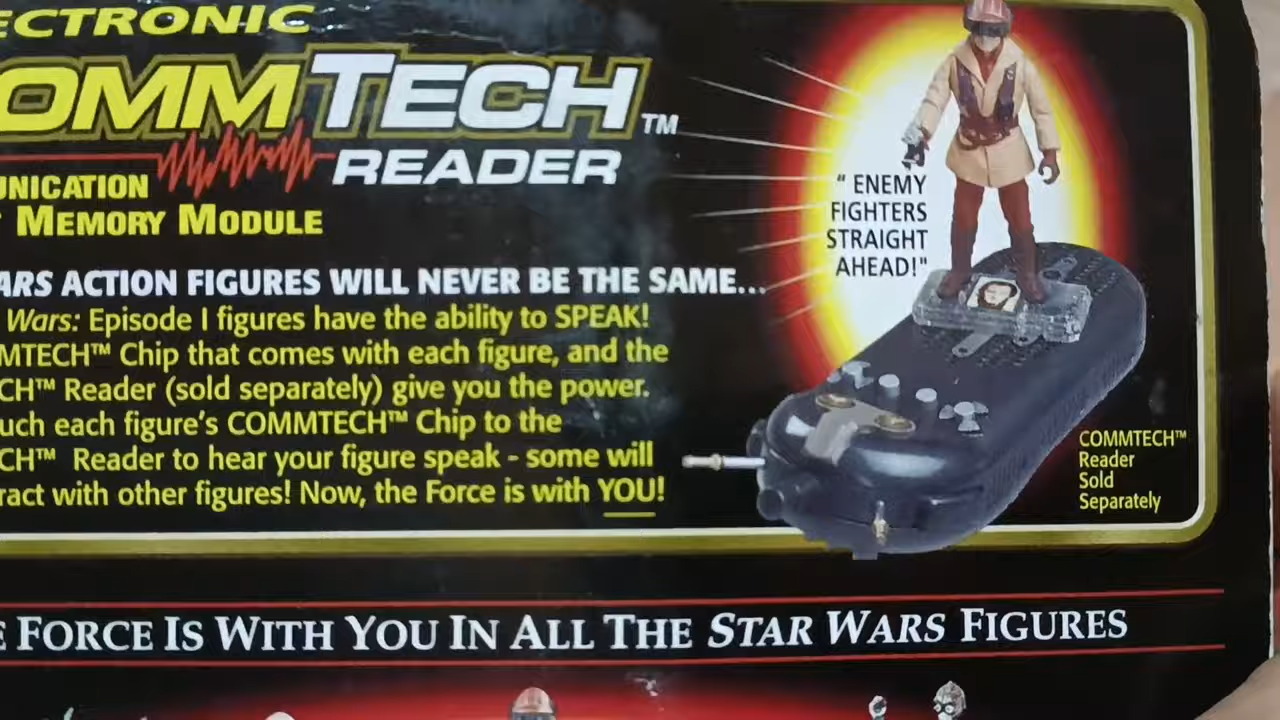 ECTRONIC
OMMTECH™
READER
UNICATION
MEMORY MODULE
ARS ACTION FIGURES WILL NEVER BE THE SAME...
Wars: Episode I figures have the ability to SPEAK!
MTECH™ Chip that comes with each figure, and the
CH™ Reader (sold separately) give you the power.
uch each figure's COMMTECH™ Chip to the
CH™ Reader to hear your figure speak - some will
ract with other figures! Now, the Force is with YOU!
" ENEMY
FIGHTERS
STRAIGHT
AHEAD!"
COMMTECH™
Reader
Sold
Separately
E FORCE IS WITH YOU IN ALL THE STAR WARS FIGURES